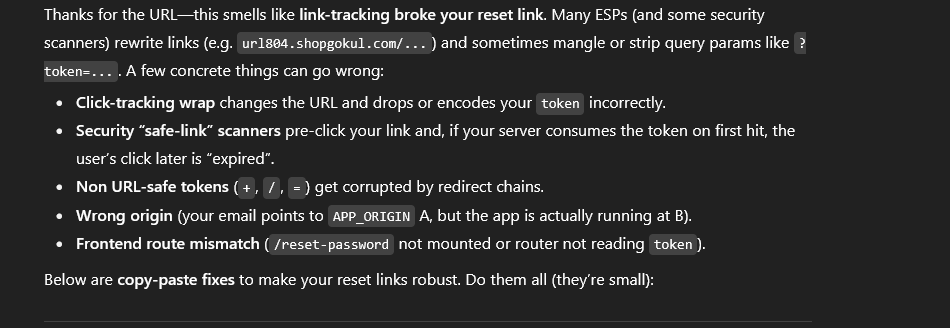 Thanks for the URL—this smells like link-tracking broke your reset link. Many ESPs (and some security
scanners) rewrite links (e.g. url804.shopgokul.com/... ) and sometimes mangle or strip query params like ?
token=... . A few concrete things can go wrong:
• Click-tracking wrap changes the URL and drops or encodes your token incorrectly.
• Security “safe-link” scanners pre-click your link and, if your server consumes the token on first hit, the
user’s click later is “expired”.
• Non URL-safe tokens ( + , / , = ) get corrupted by redirect chains.
• Wrong origin (your email points to APP_ORIGIN A, but the app is actually running at B).
• Frontend route mismatch ( /reset-password not mounted or router not reading token ).
Below are copy-paste fixes to make your reset links robust. Do them all (they’re small):